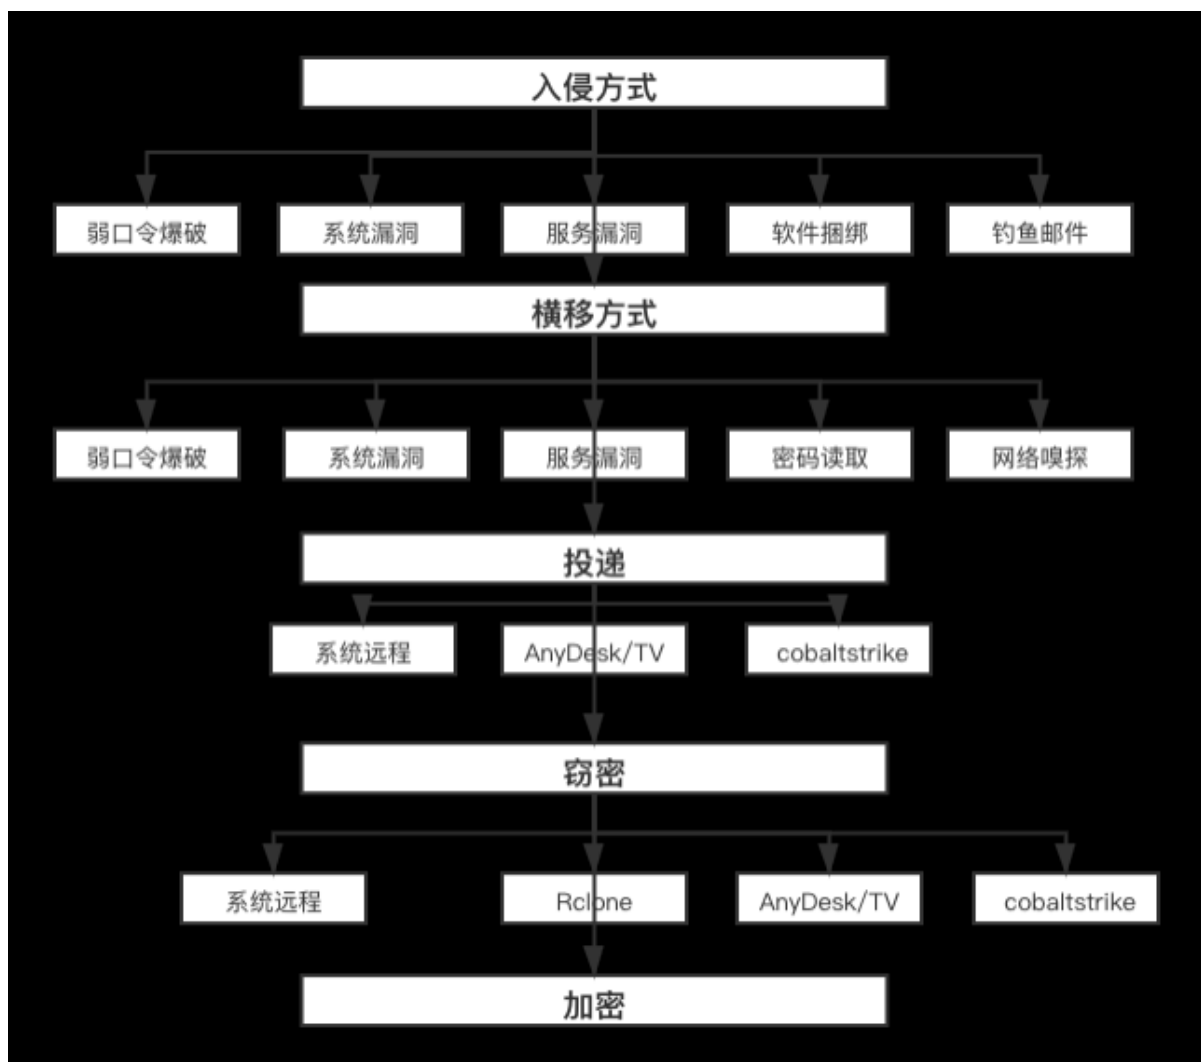 入侵方式
弱口令爆破
系统漏洞
服务漏洞
软件捆绑
钓鱼邮件
横移方式
弱口令爆破
系统漏洞
服务漏洞
密码读取
网络嗅探
投递
系统远程
AnyDesk/TV
cobaltstrike
窃密
系统远程
Rclone
AnyDesk/TV
cobaltstrike
加密